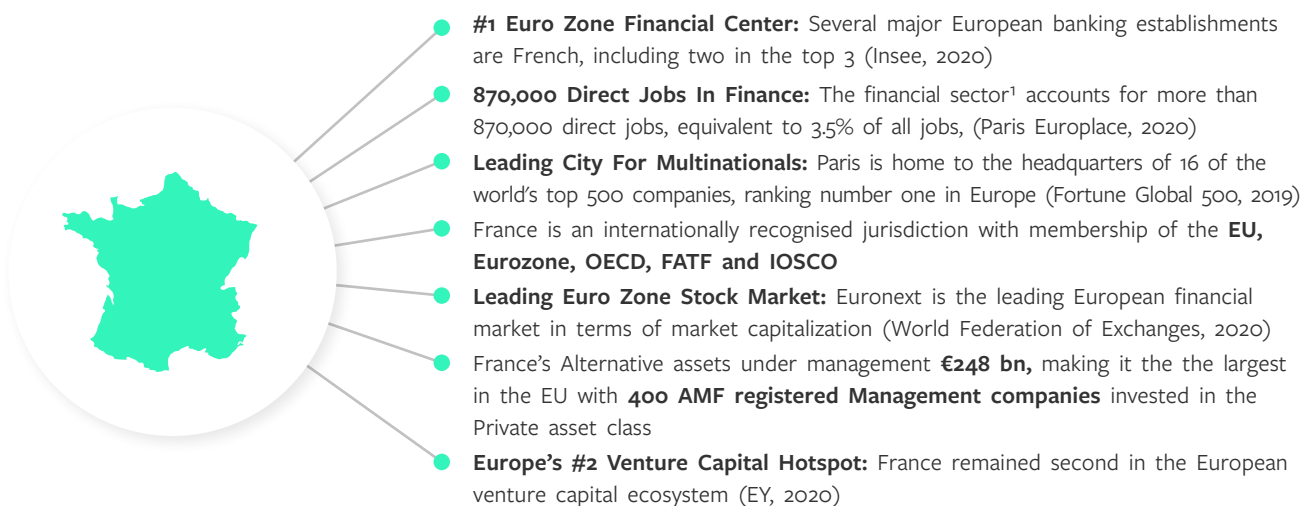 #1 Euro Zone Financial Center: Several major European banking establishments
are French, including two in the top 3 (Insee, 2020)
870,000 Direct Jobs In Finance: The financial sector¹ accounts for more than
870,000 direct jobs, equivalent to 3.5% of all jobs, (Paris Europlace, 2020)
Leading City For Multinationals: Paris is home to the headquarters of 16 of the
world's top 500 companies, ranking number one in Europe (Fortune Global 500, 2019)
France is an internationally recognised jurisdiction with membership of the EU,
Eurozone, OECD, FATF and IOSCO
Leading Euro Zone Stock Market: Euronext is the leading European financial
market in terms of market capitalization (World Federation of Exchanges, 2020)
France's Alternative assets under management €248 bn, making it the the largest
in the EU with 400 AMF registered Management companies invested in the
Private asset class
Europe's #2 Venture Capital Hotspot: France remained second in the European
venture capital ecosystem (EY, 2020)